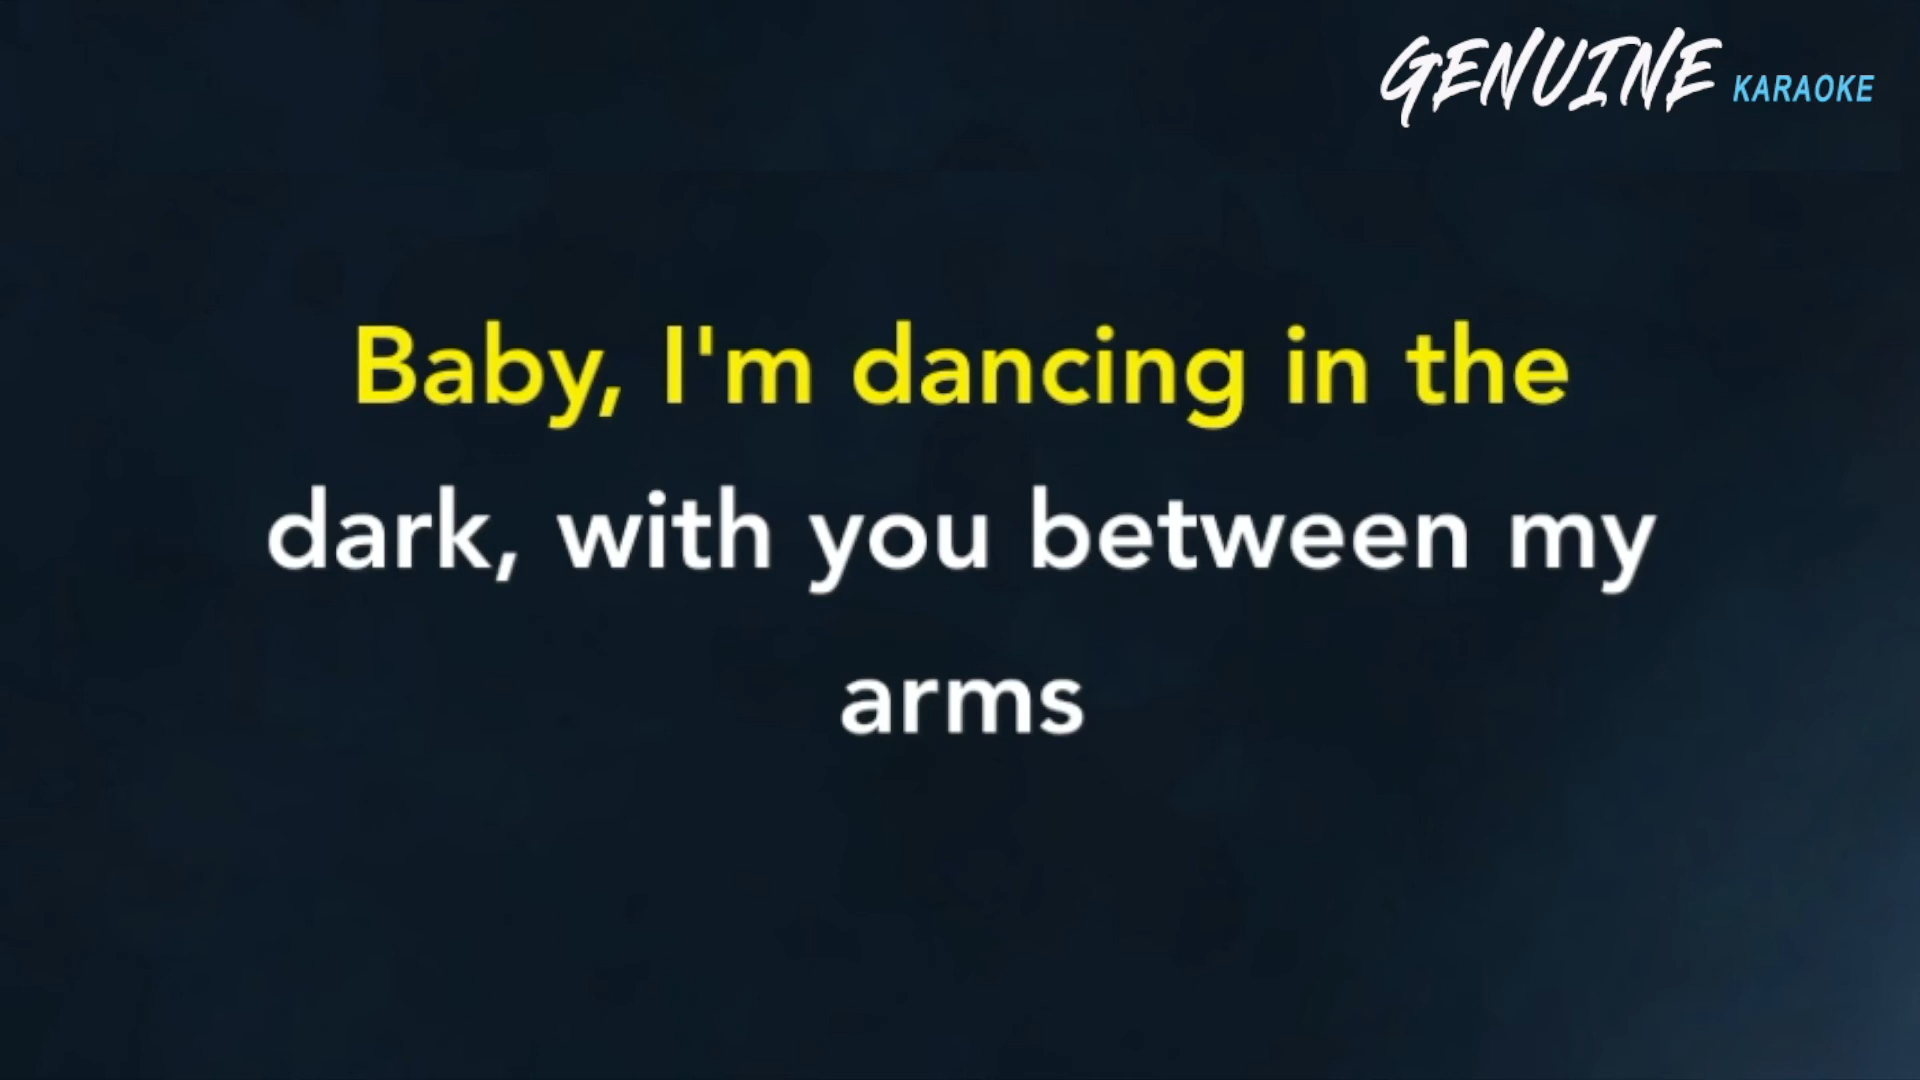 GENUINE KARAOKE
Baby, I'm dancing in the
dark, with you between my
arms